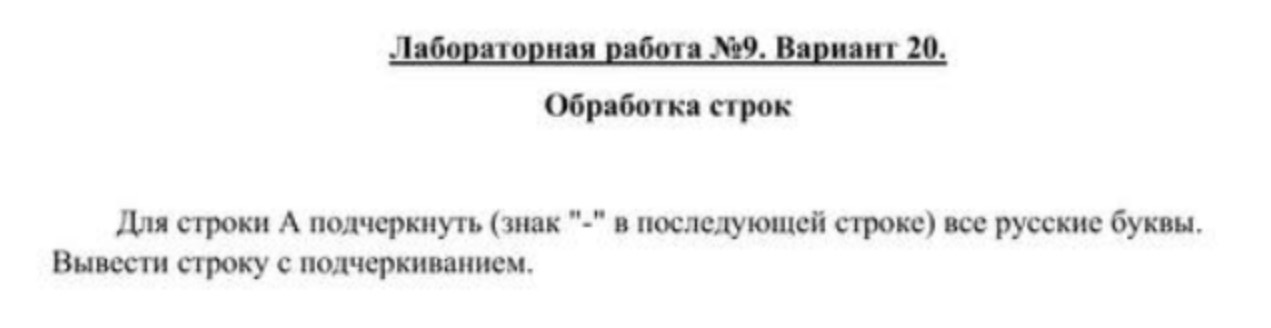 Лабораторная работа №9. Вариант 20.
Обработка строк
Для строки А подчеркнуть (знак "-" в последующей строке) все русские буквы.
Вывести строку с подчеркиванием.